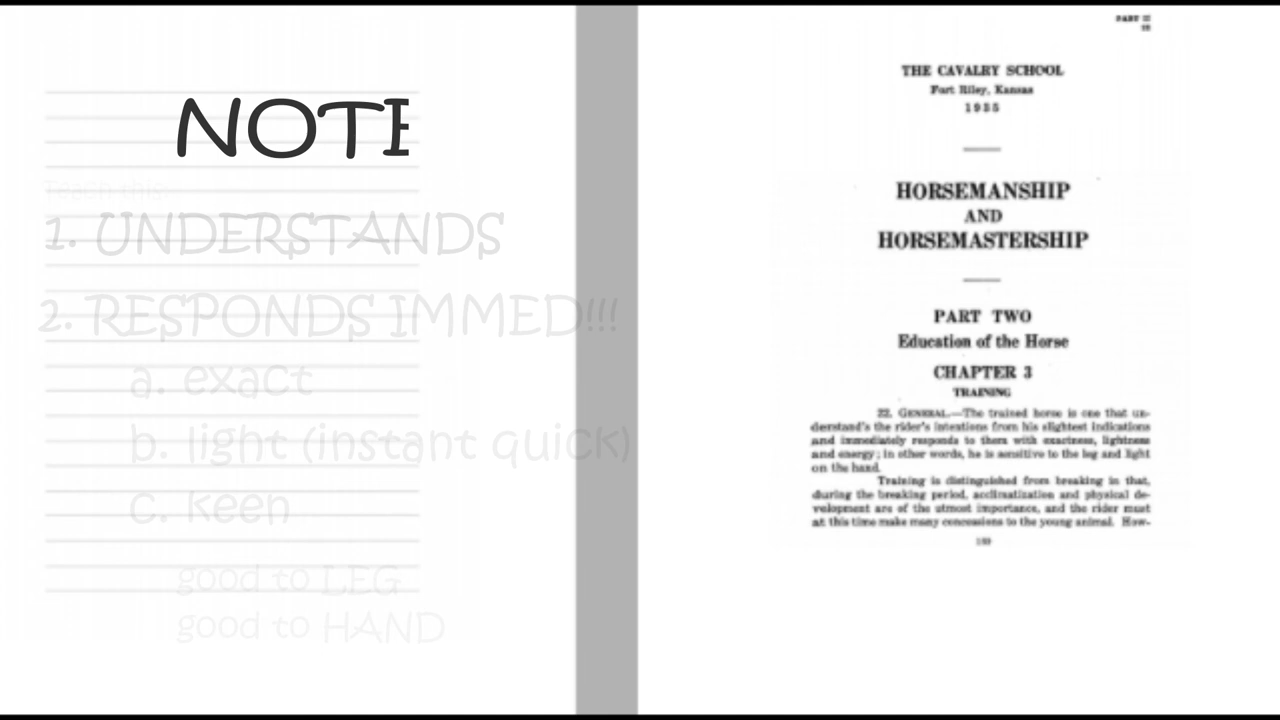 NOTE
Teach this:
1. UNDERSTANDS
2. RESPONDS IMMED!!!
a. exact
b. light (instant quick)
c. keen
good to LEG
good to HAND
PART II
THE CAVALRY SCHOOL
Fort Riley, Kansas
1935
HORSEMANSHIP
AND
HORSEMASTERSHIP
PART TWO
Education of the Horse
CHAPTER 3
TRAINING
22. GENERAL.—The trained horse is one that un-
derstand's the rider's intentions from his slightest indications
and immediately responds to them with exactness, lightness
and energy; in other words, he is sensitive to the leg and light
on the hand.
Training is distinguished from breaking in that,
during the breaking period, acclimatization and physical de-
velopment are of the utmost importance, and the rider must
at this time make many concessions to the young animal. How-